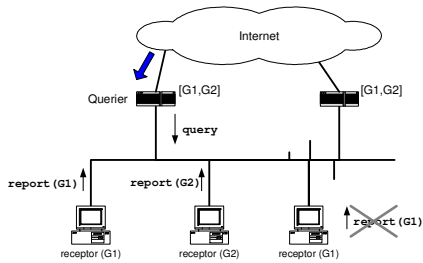 Internet
Querier
[G1,G2]
[G1,G2]
query
report(G1)
report(G2)
report(G1)
receptor (G1)
receptor (G2)
receptor (G1)